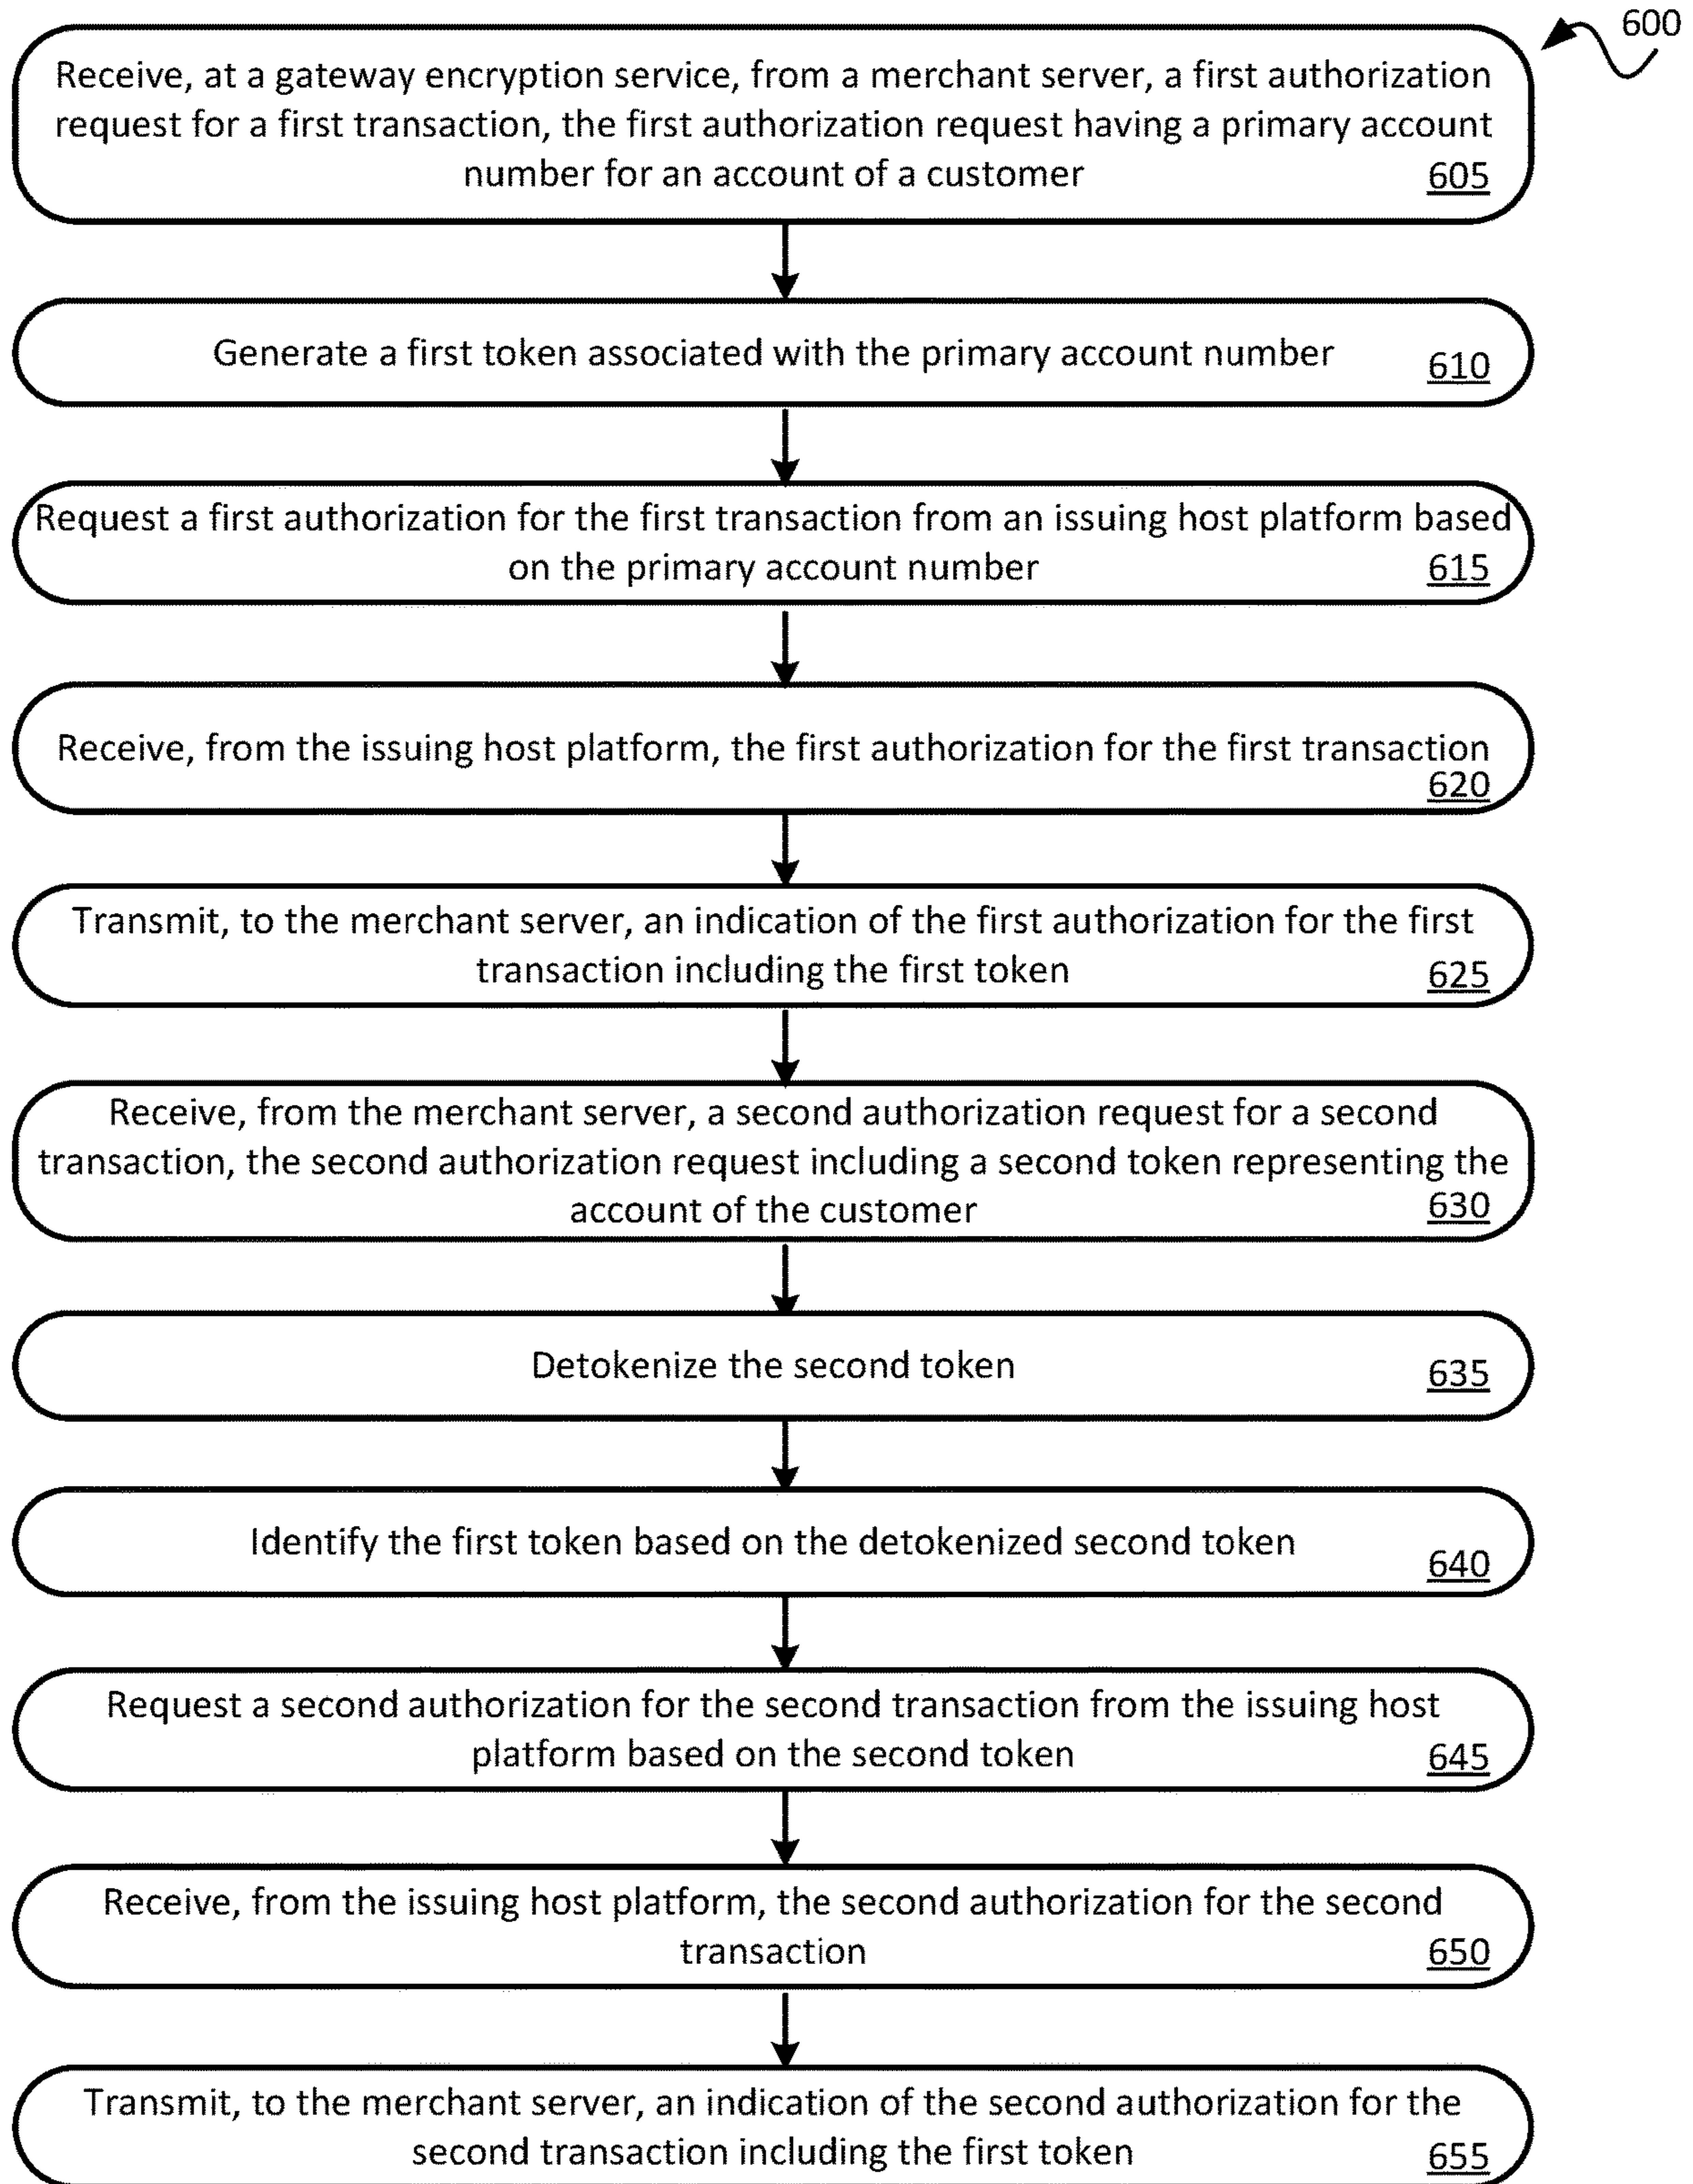 600
Receive, at a gateway encryption service, from a merchant server, a first authorization
request for a first transaction, the first authorization request having a primary account
number for an account of a customer 605
Generate a first token associated with the primary account number 610
Request a first authorization for the first transaction from an issuing host platform based
on the primary account number 615
Receive, from the issuing host platform, the first authorization for the first transaction
620
Transmit, to the merchant server, an indication of the first authorization for the first
transaction including the first token 625
Receive, from the merchant server, a second authorization request for a second
transaction, the second authorization request including a second token representing the
account of the customer 630
Detokenize the second token 635
Identify the first token based on the detokenized second token 640
Request a second authorization for the second transaction from the issuing host
platform based on the second token 645
Receive, from the issuing host platform, the second authorization for the second
transaction 650
Transmit, to the merchant server, an indication of the second authorization for the
second transaction including the first token 655